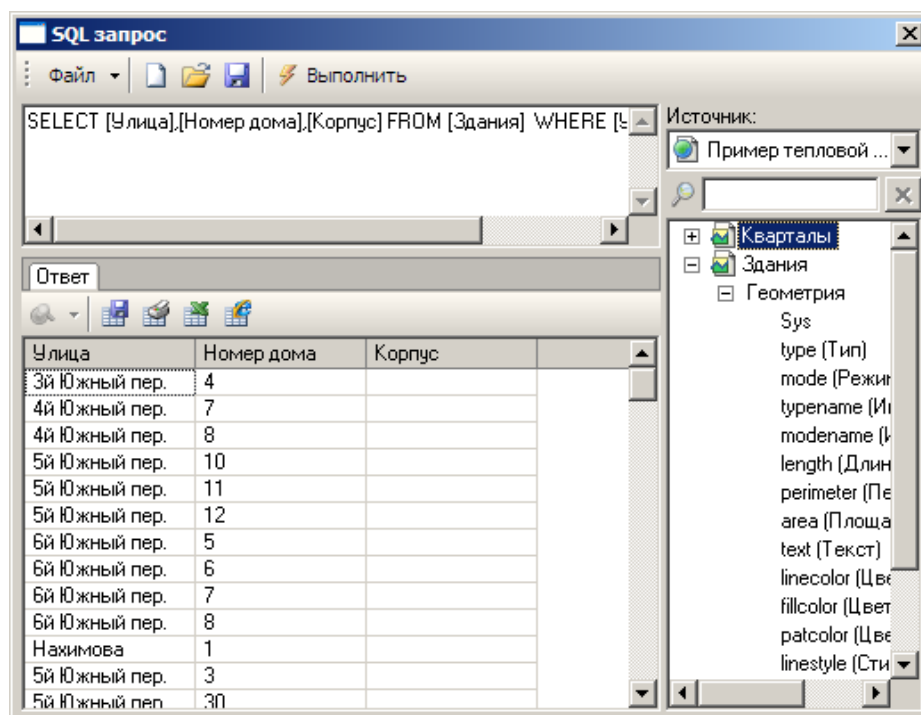 SQL запрос
Файл
Выполнить
SELECT [Улица],[Номер дома],[Корпус] FROM [Здания] WHERE [У
Источник:
Пример тепловой ...
Кварталы
Здания
Геометрия
Sys
type (Тип)
mode (Режи
typename (И
modename (И
length (Длин
perimeter (Пе
area (Площа
text (Текст)
linecolor (Цве
fillcolor (Цвет
patcolor (Цве
linestyle (Сти
Ответ
Улица Номер дома Корпус
3й Южный пер. 4
4й Южный пер. 7
4й Южный пер. 8
5й Южный пер. 10
5й Южный пер. 11
5й Южный пер. 12
6й Южный пер. 5
6й Южный пер. 6
6й Южный пер. 7
6й Южный пер. 8
Нахимова 1
5й Южный пер. 3
5й Южный пер 30